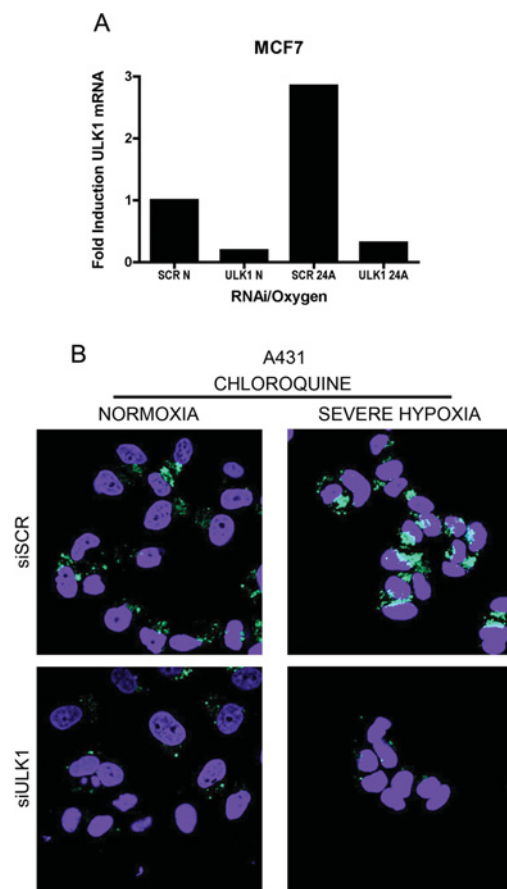 A
MCF7
Fold Induction ULK1 mRNA
3
2
1
0
SCR N
ULK1 N
SCR 24A
ULK1 24A
RNAi/Oxygen
B
A431
CHLOROQUINE
NORMOXIA
SEVERE HYPOXIA
siSCR
siULK1